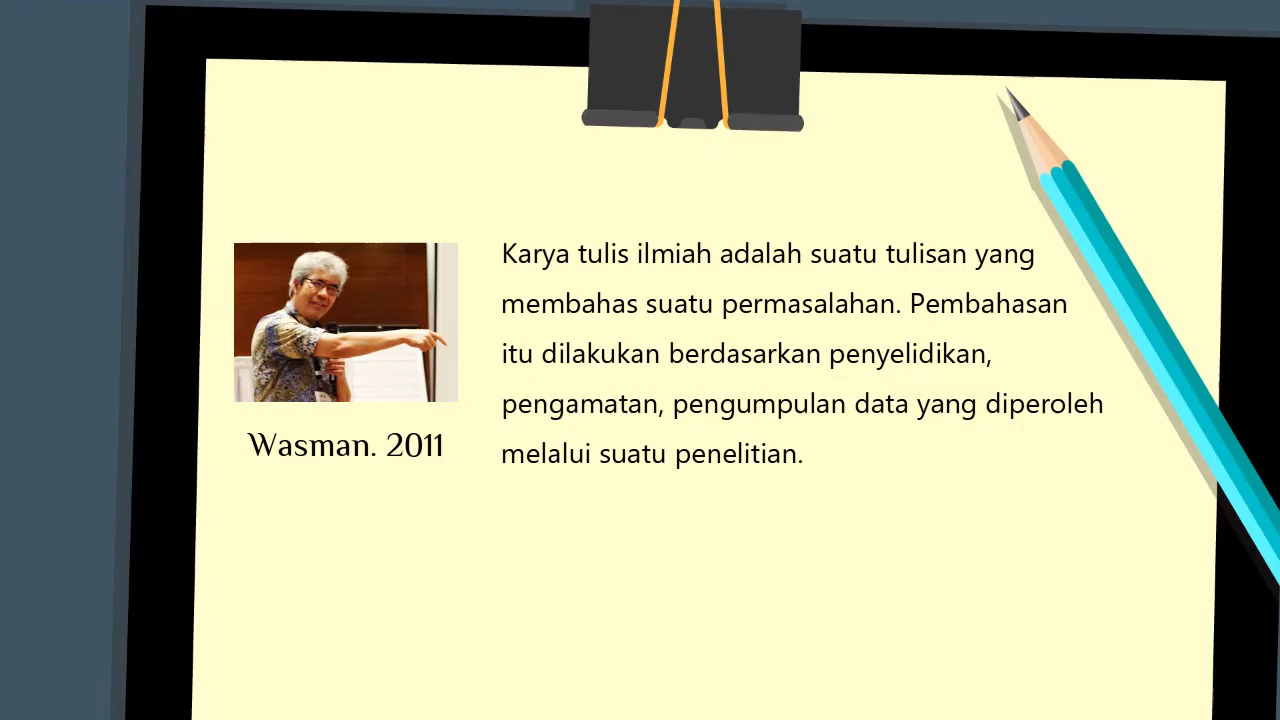 Karya tulis ilmiah adalah suatu tulisan yang
membahas suatu permasalahan. Pembahasan
itu dilakukan berdasarkan penyelidikan,
pengamatan, pengumpulan data yang diperoleh
melalui suatu penelitian.
Wasman. 2011